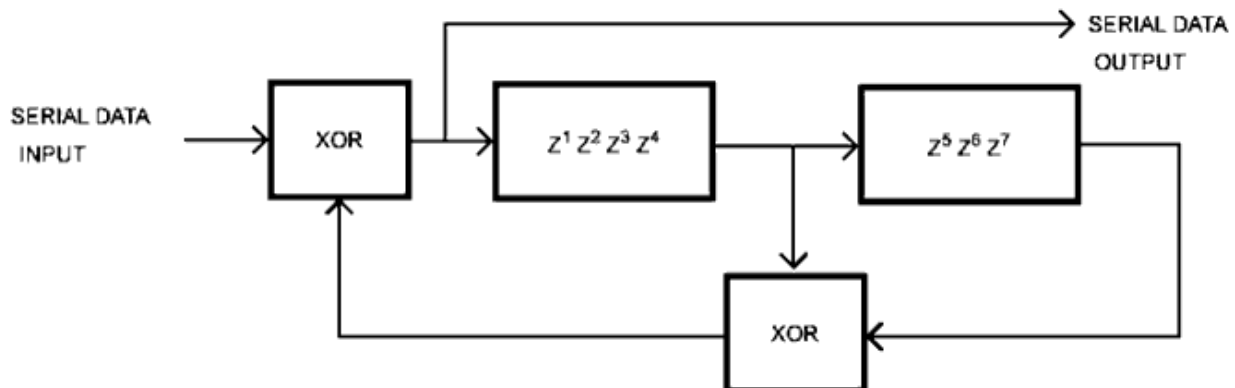 SERIAL DATA
OUTPUT
SERIAL DATA
INPUT
XOR
Z¹ Z² Z³ Z⁴
Z⁵ Z⁶ Z⁷
XOR